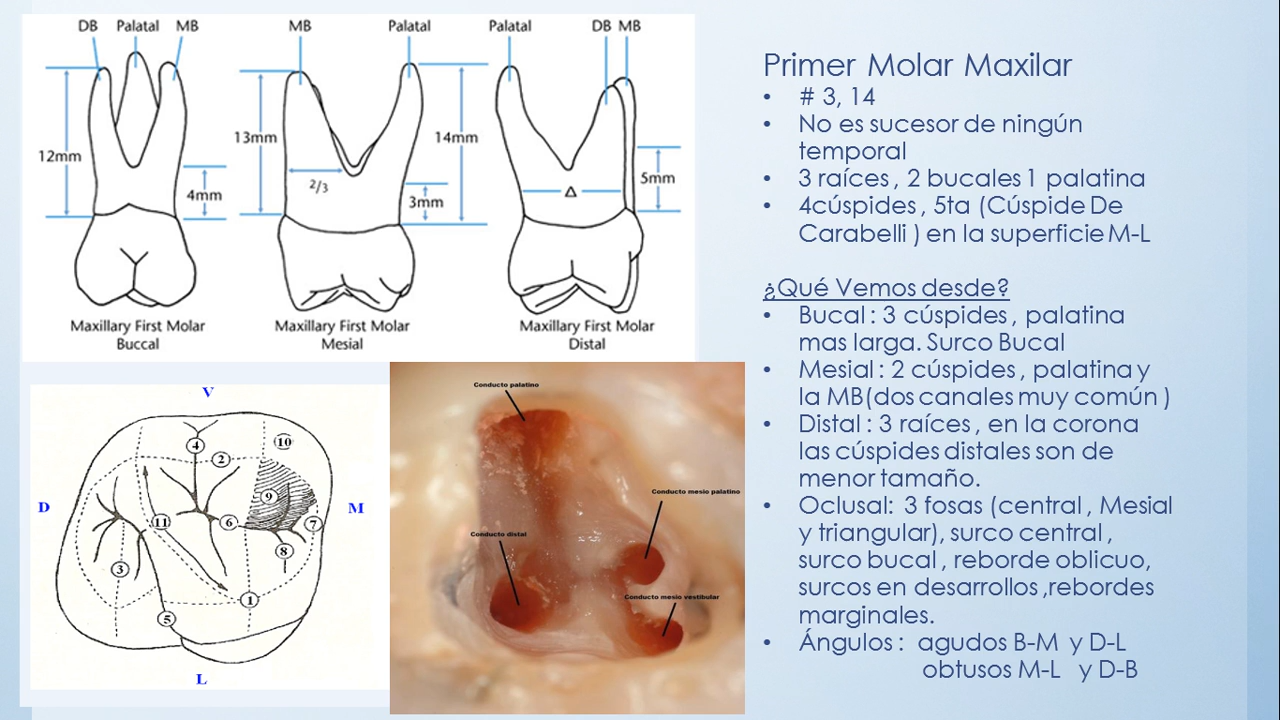 DB Palatal MB
12mm
4mm
Maxillary First Molar
Buccal
MB Palatal
13mm
14mm
2/3
3mm
Maxillary First Molar
Mesial
Palatal DB MB
5mm
Δ
Maxillary First Molar
Distal
V
4
10
2
9
D
M
11
6
7
8
3
1
5
L
Conducto palatino
Conducto mesio palatino
Conducto distal
Conducto mesio vestibular
Primer Molar Maxilar
• # 3, 14
• No es sucesor de ningún
temporal
• 3 raíces , 2 bucales 1 palatina
• 4cúspides , 5ta (Cúspide De
Carabelli ) en la superficie M-L
¿Qué Vemos desde?
• Bucal : 3 cúspides , palatina
mas larga. Surco Bucal
• Mesial : 2 cúspides , palatina y
la MB(dos canales muy común )
• Distal : 3 raíces , en la corona
las cúspides distales son de
menor tamaño.
• Oclusal: 3 fosas (central , Mesial
y triangular), surco central ,
surco bucal , reborde oblicuo,
surcos en desarrollos ,rebordes
marginales.
• Ángulos : agudos B-M y D-L
obtusos M-L y D-B